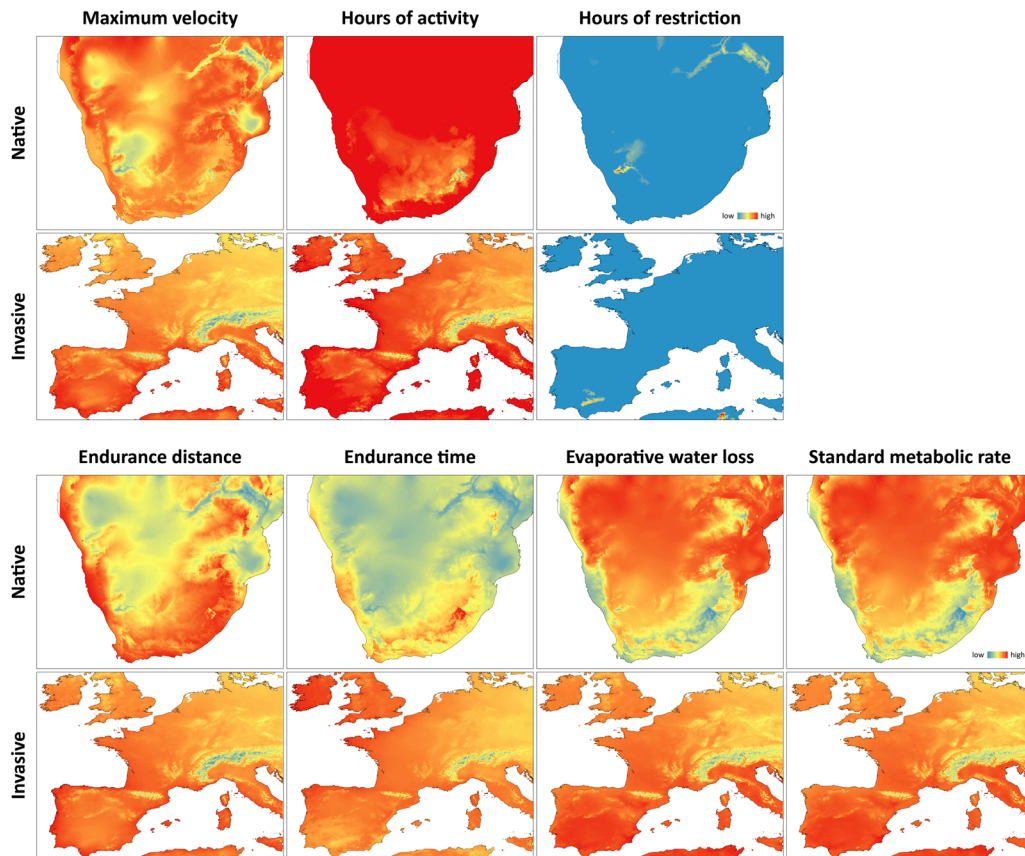 Maximum velocity
Hours of activity
Hours of restriction
Native
low high
Invasive
Endurance distance
Endurance time
Evaporative water loss
Standard metabolic rate
Native
low high
Invasive